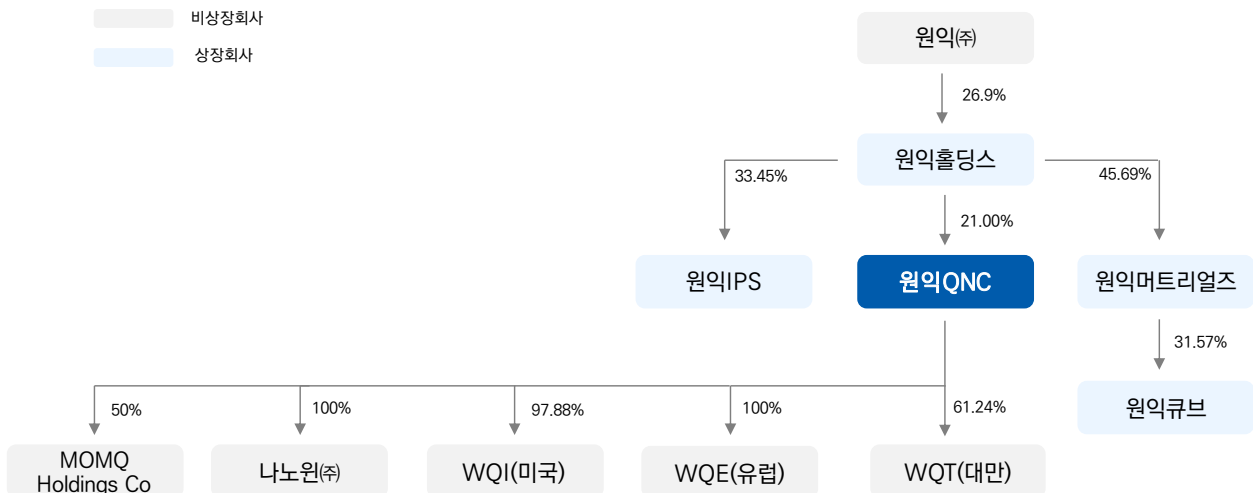 비상장회사
상장회사
원익㈜
26.9%
원익홀딩스
33.45%
45.69%
21.00%
원익IPS
원익QNC
원익머트리얼즈
31.57%
원익큐브
50%
100%
97.88%
100%
61.24%
MOMQ
Holdings Co
나노윈㈜
WQI(미국)
WQE(유럽)
WQT(대만)